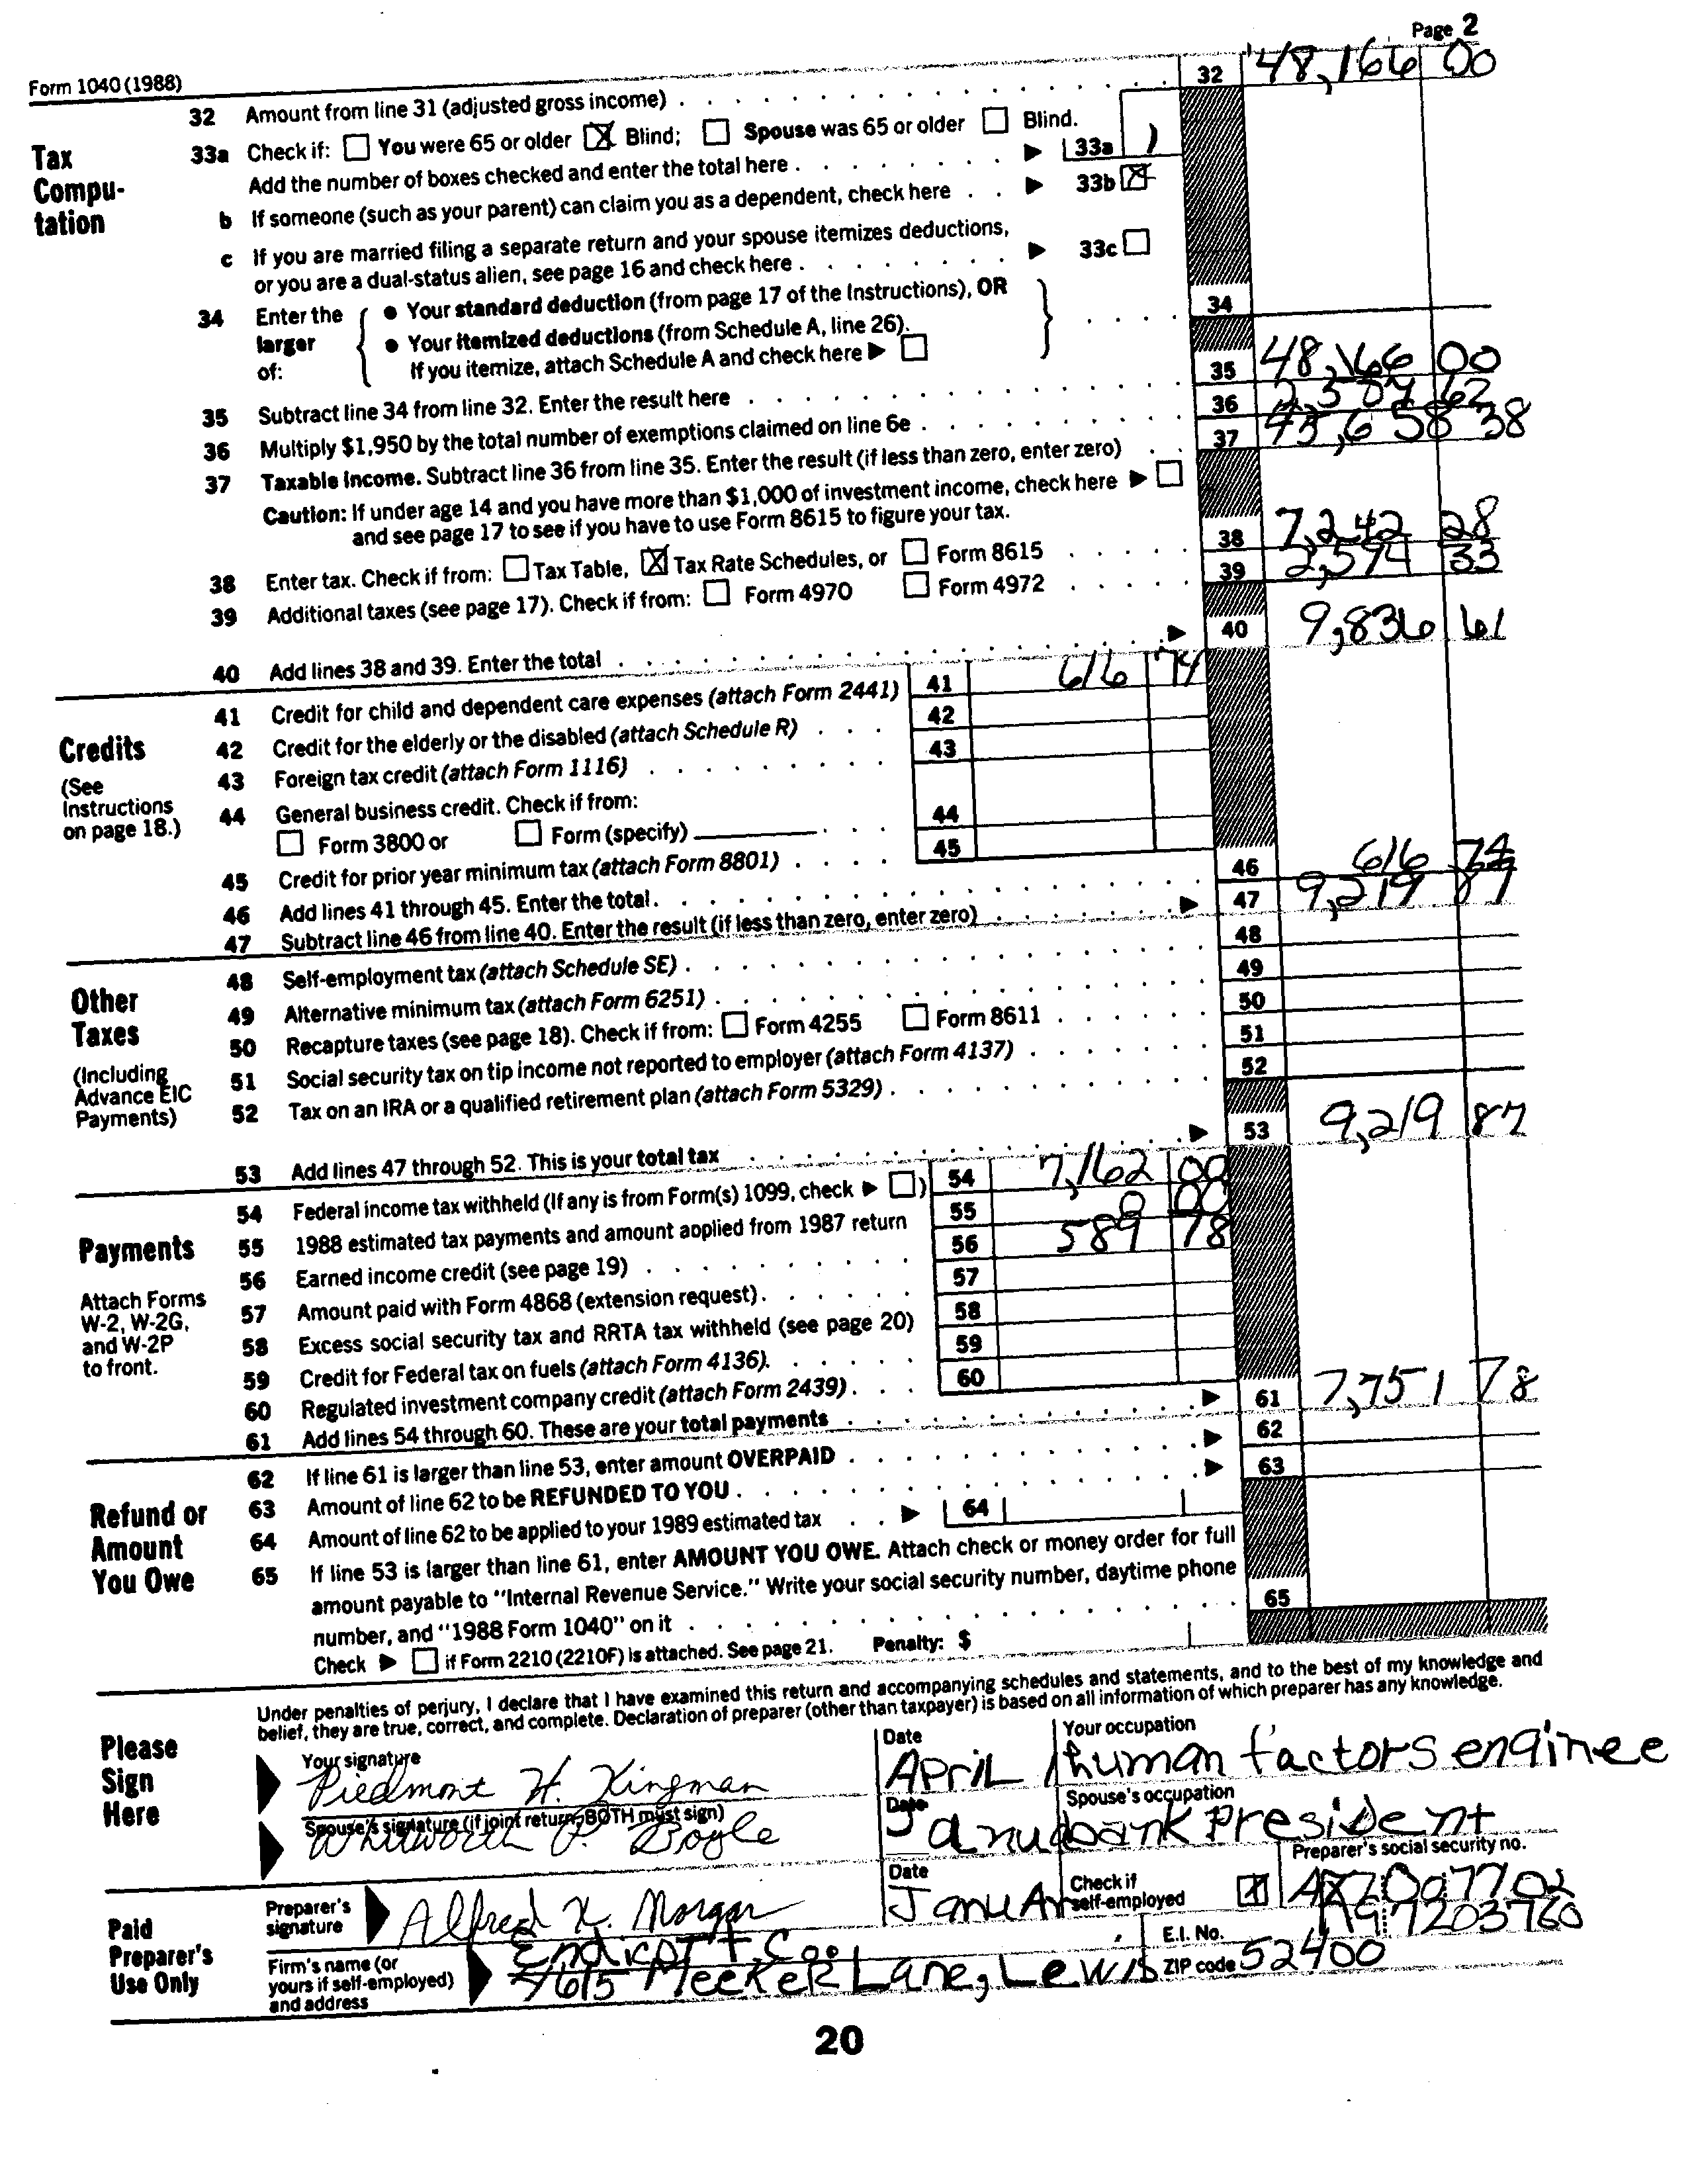 Page 2
Form 1040 (1988)
32 Amount from line 31 (adjusted gross income) 32 48,166 00
Tax Compu-tation
33a Check if: ☐ You were 65 or older ☒ Blind; ☐ Spouse was 65 or older ☐ Blind.
Add the number of boxes checked and enter the total here ▶ 33a 1
b If someone (such as your parent) can claim you as a dependent, check here ▶ 33b ☒
c If you are married filing a separate return and your spouse itemizes deductions,
or you are a dual-status alien, see page 16 and check here ▶ 33c ☐
34 Enter the larger of: { ● Your standard deduction (from page 17 of the Instructions), OR
● Your itemized deductions (from Schedule A, line 26).
If you itemize, attach Schedule A and check here ▶ ☐ } 34
35 Subtract line 34 from line 32. Enter the result here 35 48,166 00
36 Multiply $1,950 by the total number of exemptions claimed on line 6e 36 2,507 62
37 Taxable income. Subtract line 36 from line 35. Enter the result (if less than zero, enter zero) 37 45,658 38
Caution: If under age 14 and you have more than $1,000 of investment income, check here ▶ ☐
and see page 17 to see if you have to use Form 8615 to figure your tax.
38 Enter tax. Check if from: ☐ Tax Table, ☒ Tax Rate Schedules, or ☐ Form 8615 38 7,242 28
39 Additional taxes (see page 17). Check if from: ☐ Form 4970 ☐ Form 4972 39 2,594 33
40 Add lines 38 and 39. Enter the total ▶ 40 9,836 61
Credits
(See Instructions on page 18.)
41 Credit for child and dependent care expenses (attach Form 2441) 41 616 74
42 Credit for the elderly or the disabled (attach Schedule R) 42
43 Foreign tax credit (attach Form 1116) 43
44 General business credit. Check if from:
☐ Form 3800 or ☐ Form (specify) 44
45 Credit for prior year minimum tax (attach Form 8801) 45
46 Add lines 41 through 45. Enter the total. 46 616 74
47 Subtract line 46 from line 40. Enter the result (if less than zero, enter zero) ▶ 47 9,219 87
Other Taxes
(Including Advance EIC Payments)
48 Self-employment tax (attach Schedule SE) 48
49 Alternative minimum tax (attach Form 6251) 49
50 Recapture taxes (see page 18). Check if from: ☐ Form 4255 ☐ Form 8611 50
51 Social security tax on tip income not reported to employer (attach Form 4137) 51
52 Tax on an IRA or a qualified retirement plan (attach Form 5329) 52
53 Add lines 47 through 52. This is your total tax ▶ 53 9,219 87
Payments
Attach Forms W-2, W-2G, and W-2P to front.
54 Federal income tax withheld (If any is from Form(s) 1099, check ▶ ☐) 54 7,162 00
55 1988 estimated tax payments and amount applied from 1987 return 55 0 00
56 Earned income credit (see page 19) 56 589 78
57 Amount paid with Form 4868 (extension request) 57
58 Excess social security tax and RRTA tax withheld (see page 20) 58
59 Credit for Federal tax on fuels (attach Form 4136). 59
60 Regulated investment company credit (attach Form 2439) 60
61 Add lines 54 through 60. These are your total payments ▶ 61 7,751 78
Refund or Amount You Owe
62 If line 61 is larger than line 53, enter amount OVERPAID ▶ 62
63 Amount of line 62 to be REFUNDED TO YOU ▶ 63
64 Amount of line 62 to be applied to your 1989 estimated tax ▶ 64
65 If line 53 is larger than line 61, enter AMOUNT YOU OWE. Attach check or money order for full
amount payable to "Internal Revenue Service." Write your social security number, daytime phone
number, and "1988 Form 1040" on it 65
Check ▶ ☐ if Form 2210 (2210F) is attached. See page 21. Penalty: $
Please Sign Here
Under penalties of perjury, I declare that I have examined this return and accompanying schedules and statements, and to the best of my knowledge and
belief, they are true, correct, and complete. Declaration of preparer (other than taxpayer) is based on all information of which preparer has any knowledge.
Your signature Date Your occupation
Piedmont H. Kingman April human factors enginee
Spouse's signature (if joint return, BOTH must sign) Date Spouse's occupation
Whitworth P. Bogle Janu bank president
Paid Preparer's Use Only
Preparer's signature Alfred X. Morgan Date Januar Check if self-employed ☒ Preparer's social security no.
Firm's name (or yours if self-employed) and address Endicott Co. E.I. No.
4615 Meeker Lane, Lewis ZIP code 52400
20